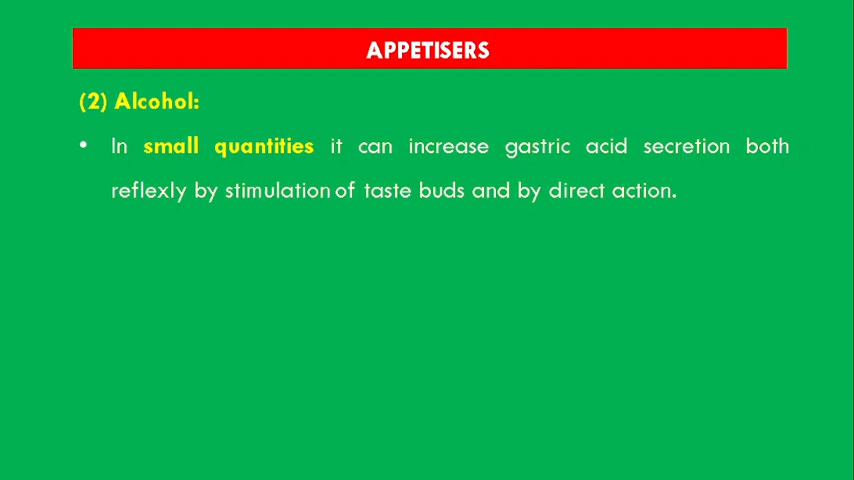 APPETISERS
(2) Alcohol:
• In small quantities it can increase gastric acid secretion both
reflexly by stimulation of taste buds and by direct action.